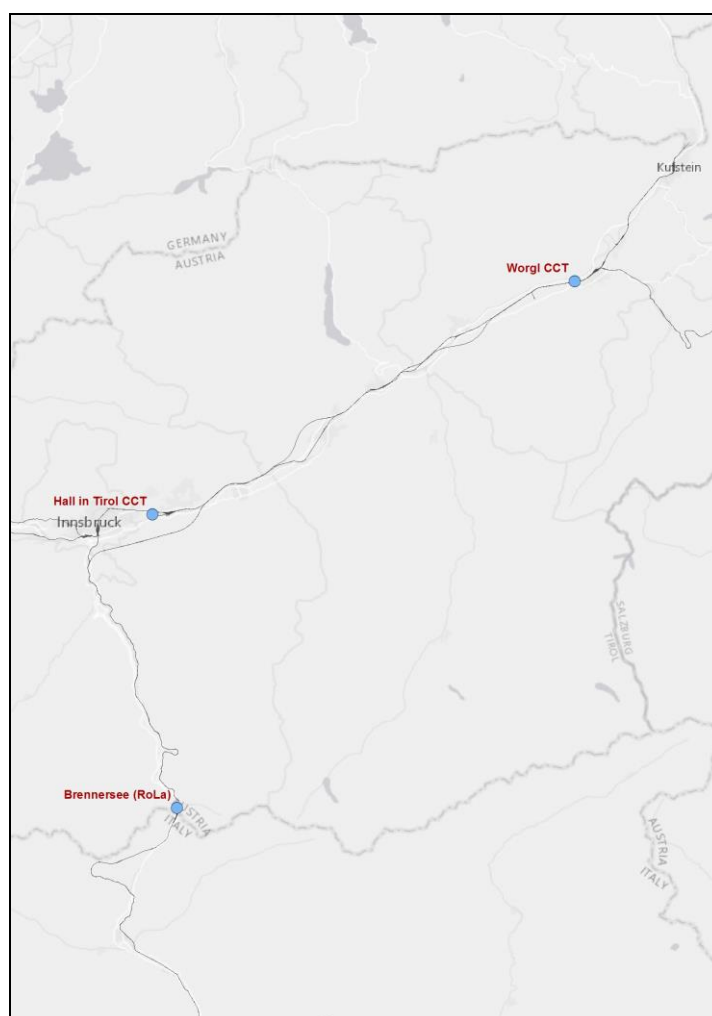 Kufstein
GERMANY
AUSTRIA
Worgl CCT
Hall in Tirol CCT
Innsbruck
SALZBURG
TIROL
Brennersee (RoLa)
AUSTRIA
ITALY
AUSTRIA
ITALY